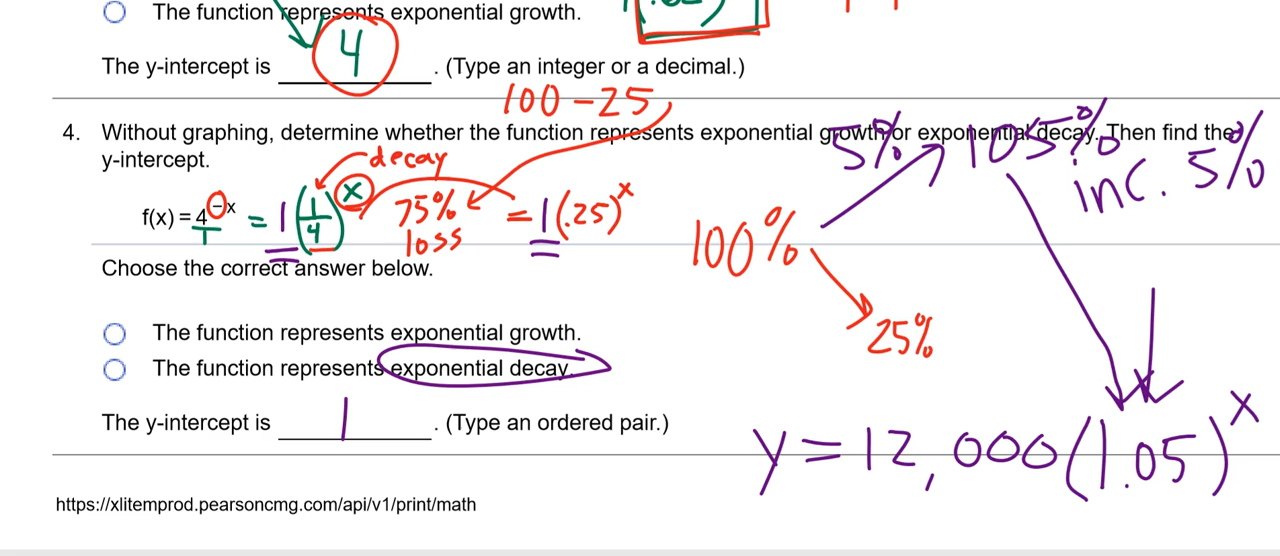 The function represents exponential growth.
The y-intercept is 4. (Type an integer or a decimal.)
100 - 25
4. Without graphing, determine whether the function represents exponential growth or exponential decay. Then find the
y-intercept.
decay
5% 105%
inc. 5%
f(x) = 4^-x = 1(1/4)^x 75% loss = 1(.25)^x
100%
Choose the correct answer below.
25%
The function represents exponential growth.
The function represents exponential decay.
The y-intercept is 1. (Type an ordered pair.)
y = 12,000(1.05)^x
https://xlitemprod.pearsoncmg.com/api/v1/print/math